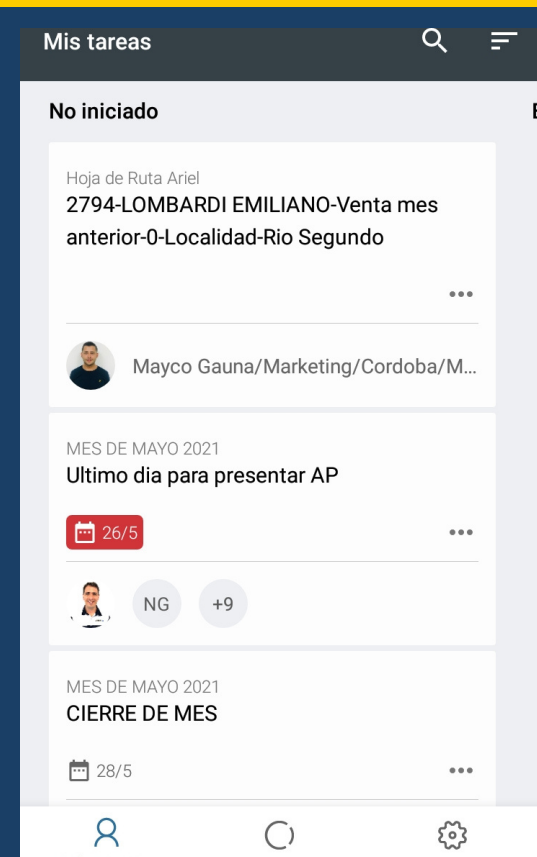 Mis tareas
No iniciado
Hoja de Ruta Ariel
2794-LOMBARDI EMILIANO-Venta mes
anterior-0-Localidad-Rio Segundo
Mayco Gauna/Marketing/Cordoba/M...
MES DE MAYO 2021
Ultimo dia para presentar AP
26/5
NG
+9
MES DE MAYO 2021
CIERRE DE MES
28/5